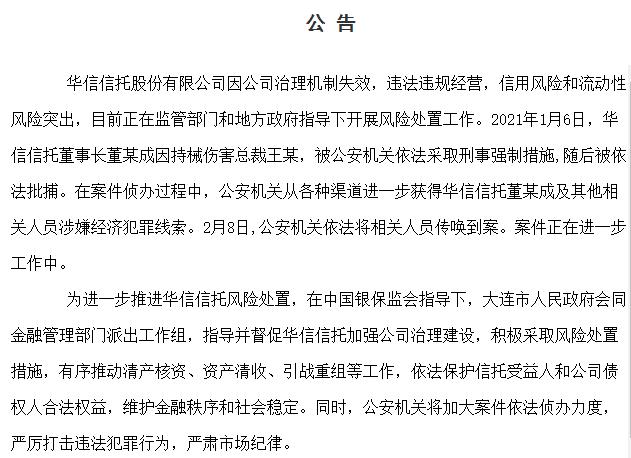 公 告
华信信托股份有限公司因公司治理机制失效，违法违规经营，信用风险和流动性
风险突出，目前正在监管部门和地方政府指导下开展风险处置工作。2021年1月6日，华
信信托董事长董某成因持械伤害总裁王某，被公安机关依法采取刑事强制措施,随后被依
法批捕。在案件侦办过程中，公安机关从各种渠道进一步获得华信信托董某成及其他相
关人员涉嫌经济犯罪线索。2月8日,公安机关依法将相关人员传唤到案。案件正在进一步
工作中。
为进一步推进华信信托风险处置，在中国银保监会指导下，大连市人民政府会同
金融管理部门派出工作组，指导并督促华信信托加强公司治理建设，积极采取风险处置
措施，有序推动清产核资、资产清收、引战重组等工作，依法保护信托受益人和公司债
权人合法权益，维护金融秩序和社会稳定。同时，公安机关将加大案件依法侦办力度，
严厉打击违法犯罪行为，严肃市场纪律。